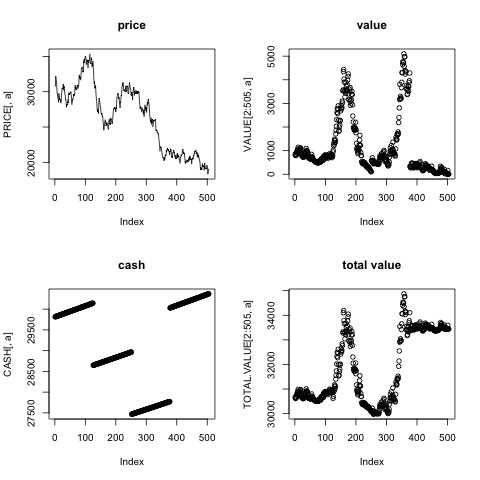 price
PRICE[, a]
20000
30000
0 100 200 300 400 500
Index
value
VALUE[2:505, a]
0 1000 3000 5000
0 100 200 300 400 500
Index
cash
CASH[, a]
27500 28500 29500
0 100 200 300 400 500
Index
total value
TOTAL.VALUE[2:505, a]
30000 32000 34000
0 100 200 300 400 500
Index